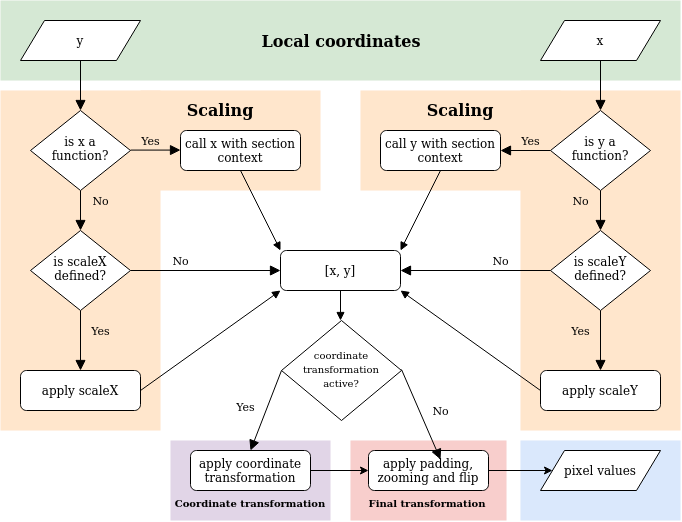 y
Local coordinates
x
Scaling
Scaling
is x a
function?
Yes
call x with section
context
call y with section
context
Yes
is y a
function?
No
No
is scaleX
defined?
No
[x, y]
No
is scaleY
defined?
Yes
Yes
coordinate
transformation
active?
apply scaleX
apply scaleY
Yes
No
apply coordinate
transformation
apply padding,
zooming and flip
pixel values
Coordinate transformation
Final transformation